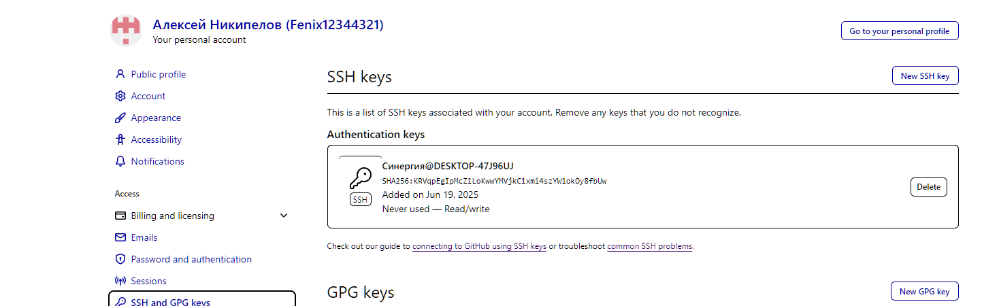 Алексей Никипелов (Fenix12344321)
Your personal account
Go to your personal profile
Public profile
Account
Appearance
Accessibility
Notifications
Access
Billing and licensing
Emails
Password and authentication
Sessions
SSH and GPG keys
SSH keys
New SSH key
This is a list of SSH keys associated with your account. Remove any keys that you do not recognize.
Authentication keys
Синергия@DESKTOP-47J96UJ
SHA256:KRVqpEgIpMcZ1LoKwwYMVjkC1xmi4szYW1okOy8fbUw
Added on Jun 19, 2025
Never used — Read/write
SSH
Delete
Check out our guide to connecting to GitHub using SSH keys or troubleshoot common SSH problems.
GPG keys
New GPG key